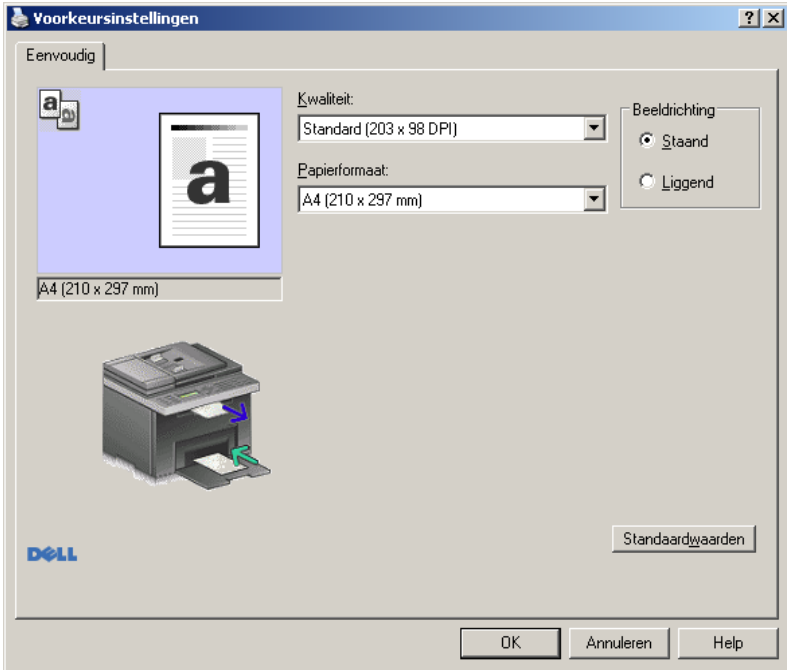 Voorkeursinstellingen
Eenvoudig
a
a
a
Kwaliteit:
Standard (203 x 98 DPI)
Papierformaat:
A4 (210 x 297 mm)
Beeldrichting
Staand
Liggend
A4 (210 x 297 mm)
DELL
Standaardwaarden
OK Annuleren Help